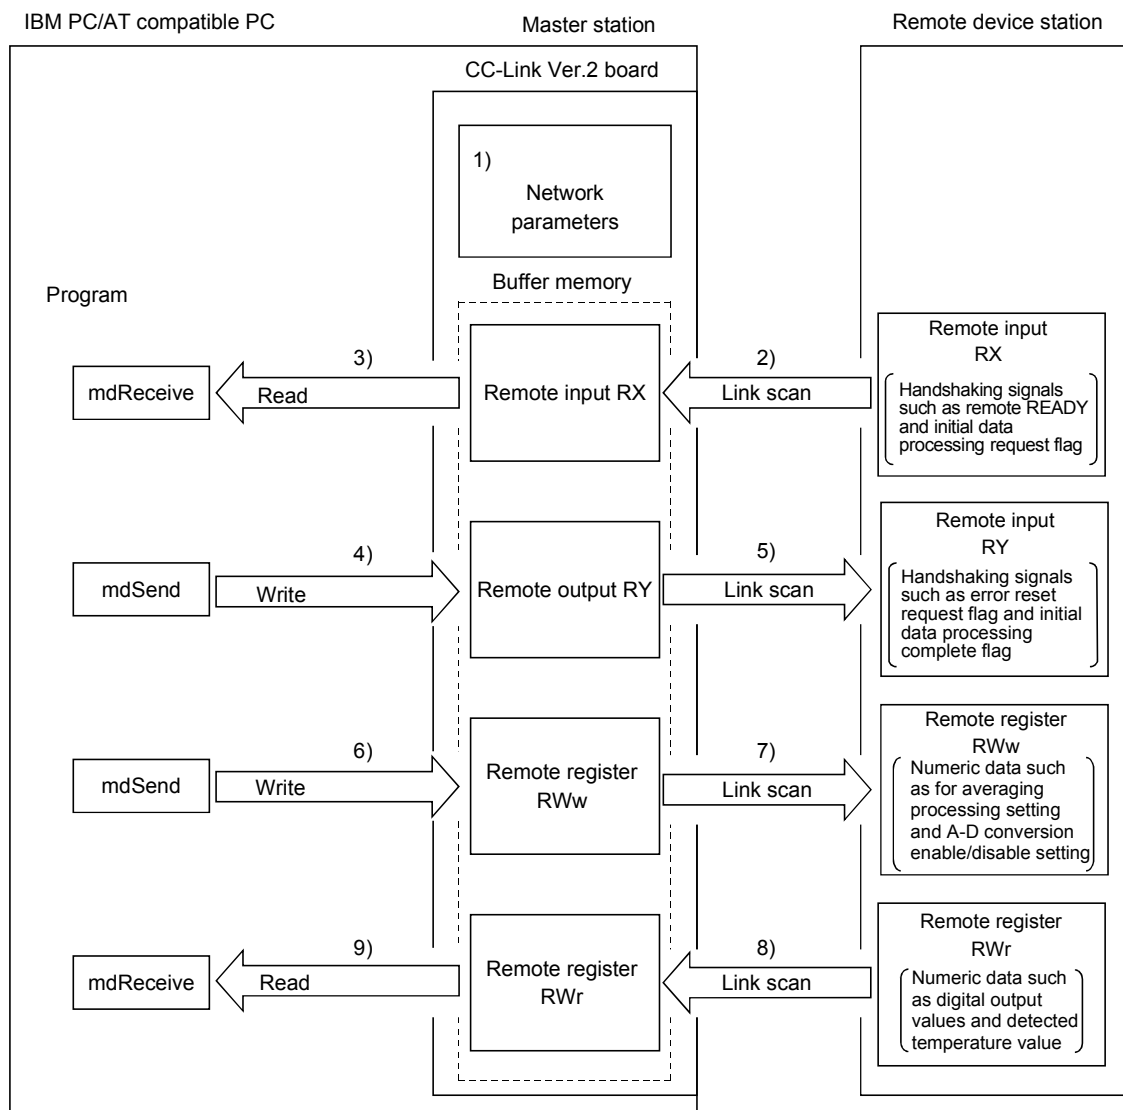 IBM PC/AT compatible PC
Master station
Remote device station
CC-Link Ver.2 board
1)
Network
parameters
Buffer memory
Program
mdReceive
3)
Read
Remote input RX
2)
Link scan
Remote input
RX
Handshaking signals
such as remote READY
and initial data
processing request flag
mdSend
4)
Write
Remote output RY
5)
Link scan
Remote input
RY
Handshaking signals
such as error reset
request flag and initial
data processing
complete flag
mdSend
6)
Write
Remote register
RWw
7)
Link scan
Remote register
RWw
Numeric data such
as for averaging
processing setting
and A-D conversion
enable/disable setting
mdReceive
9)
Read
Remote register
RWr
8)
Link scan
Remote register
RWr
Numeric data such
as digital output
values and detected
temperature value